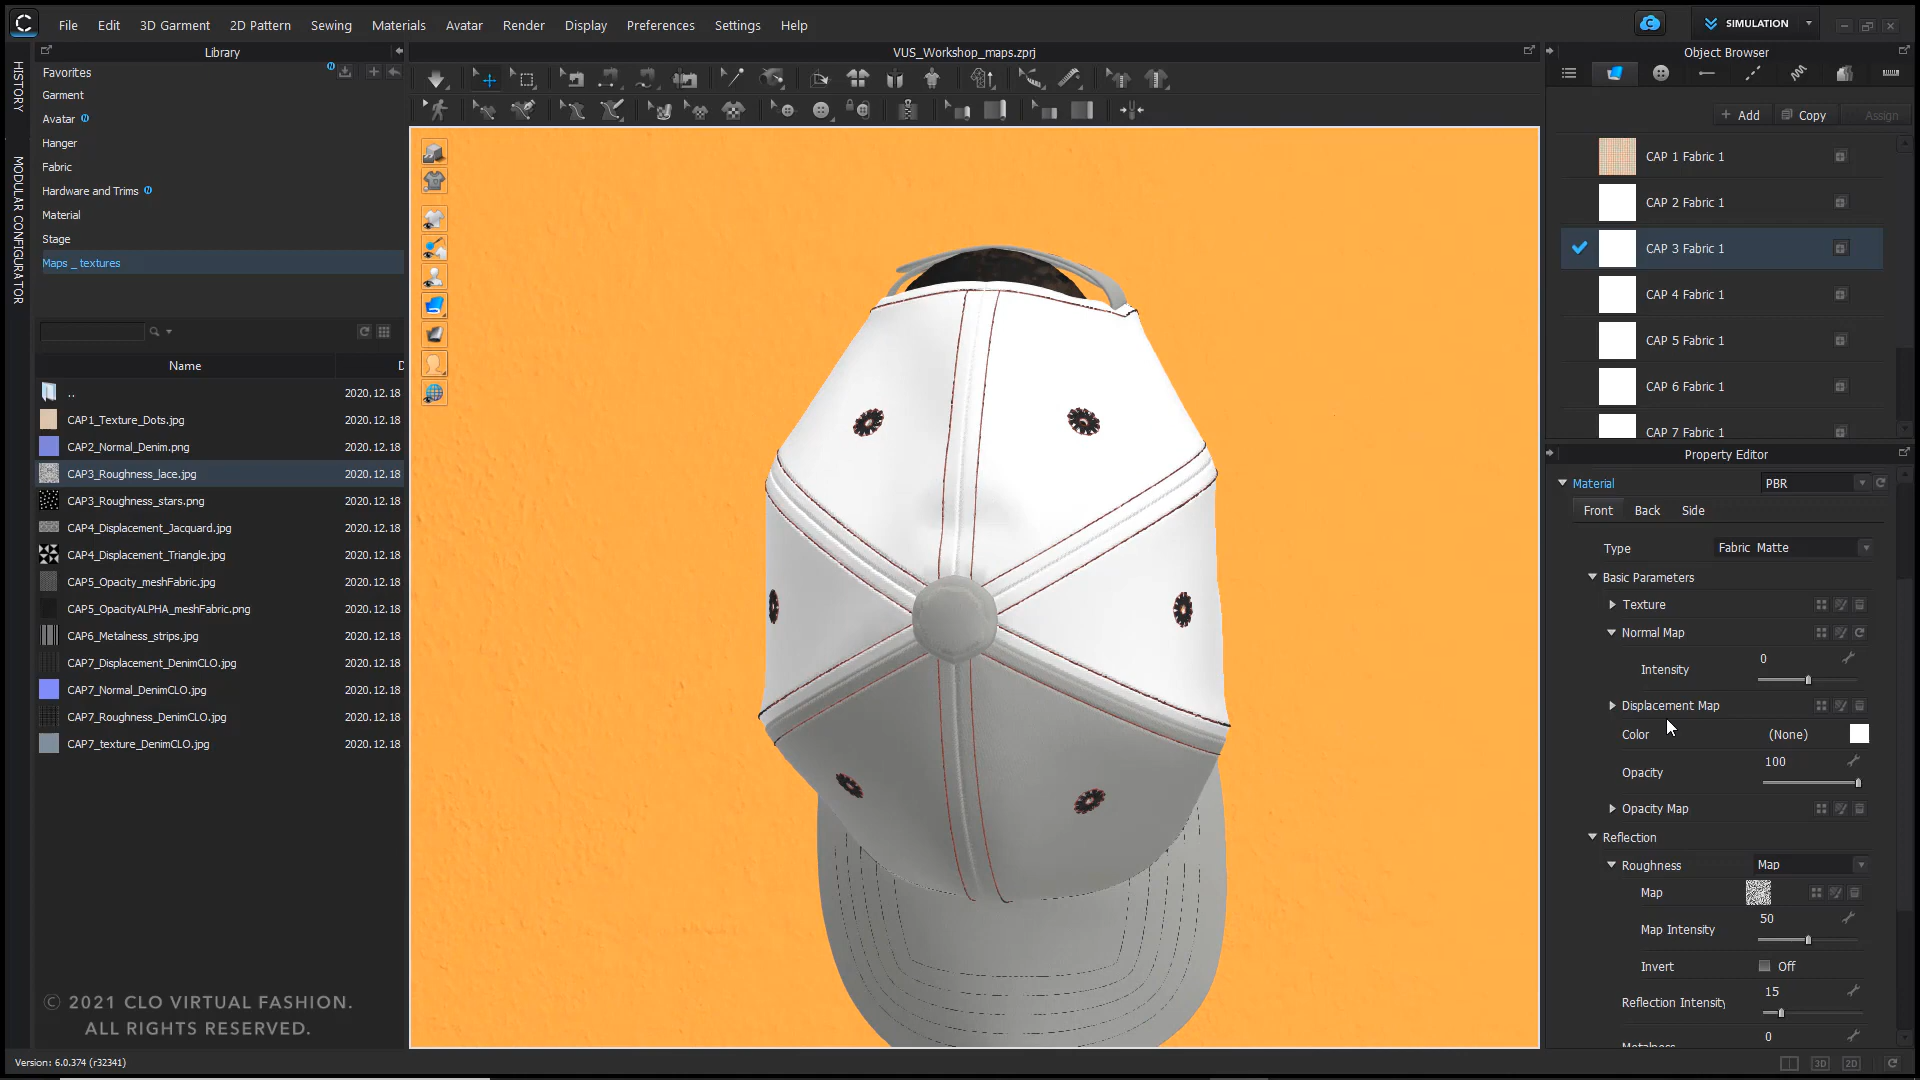 File Edit 3D Garment 2D Pattern Sewing Materials Avatar Render Display Preferences Settings Help
SIMULATION
HISTORY
MODULAR CONFIGURATOR
Library
Favorites
Garment
Avatar
Hanger
Fabric
Hardware and Trims
Material
Stage
Maps _ textures
Name D
.. 2020.12.18
CAP1_Texture_Dots.jpg 2020.12.18
CAP2_Normal_Denim.png 2020.12.18
CAP3_Roughness_lace.jpg 2020.12.18
CAP3_Roughness_stars.png 2020.12.18
CAP4_Displacement_Jacquard.jpg 2020.12.18
CAP4_Displacement_Triangle.jpg 2020.12.18
CAP5_Opacity_meshFabric.jpg 2020.12.18
CAP5_OpacityALPHA_meshFabric.png 2020.12.18
CAP6_Metalness_strips.jpg 2020.12.18
CAP7_Displacement_DenimCLO.jpg 2020.12.18
CAP7_Normal_DenimCLO.jpg 2020.12.18
CAP7_Roughness_DenimCLO.jpg 2020.12.18
CAP7_texture_DenimCLO.jpg 2020.12.18
© 2021 CLO VIRTUAL FASHION.
ALL RIGHTS RESERVED.
Version: 6.0.374 (r32341)
VUS_Workshop_maps.zprj
Object Browser
+ Add Copy Assign
CAP 1 Fabric 1
CAP 2 Fabric 1
CAP 3 Fabric 1
CAP 4 Fabric 1
CAP 5 Fabric 1
CAP 6 Fabric 1
CAP 7 Fabric 1
Property Editor
Material PBR
Front Back Side
Type Fabric Matte
Basic Parameters
Texture
Normal Map
0
Intensity
Displacement Map
Color (None)
100
Opacity
Opacity Map
Reflection
Roughness Map
Map
50
Map Intensity
Invert Off
15
Reflection Intensity
0
Metalness
3D 2D